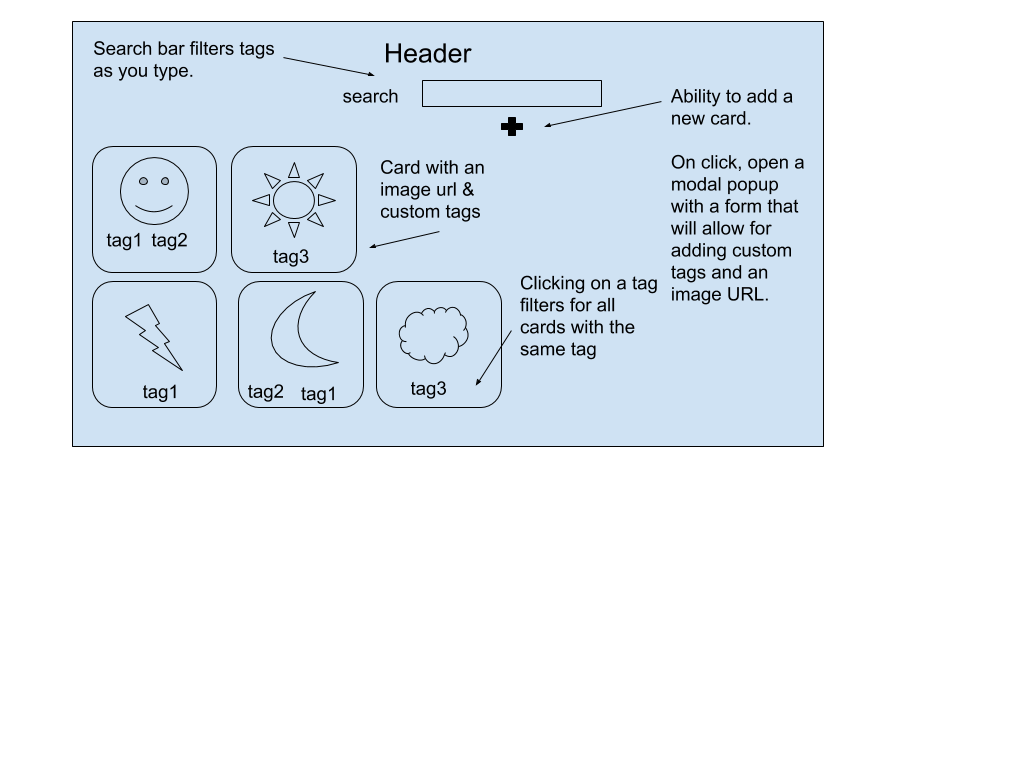 Search bar filters tags
as you type.
Header
search
Ability to add a
new card.
On click, open a
modal popup
with a form that
will allow for
adding custom
tags and an
image URL.
Card with an
image url &
custom tags
tag1 tag2
tag3
Clicking on a tag
filters for all
cards with the
same tag
tag1
tag2 tag1
tag3